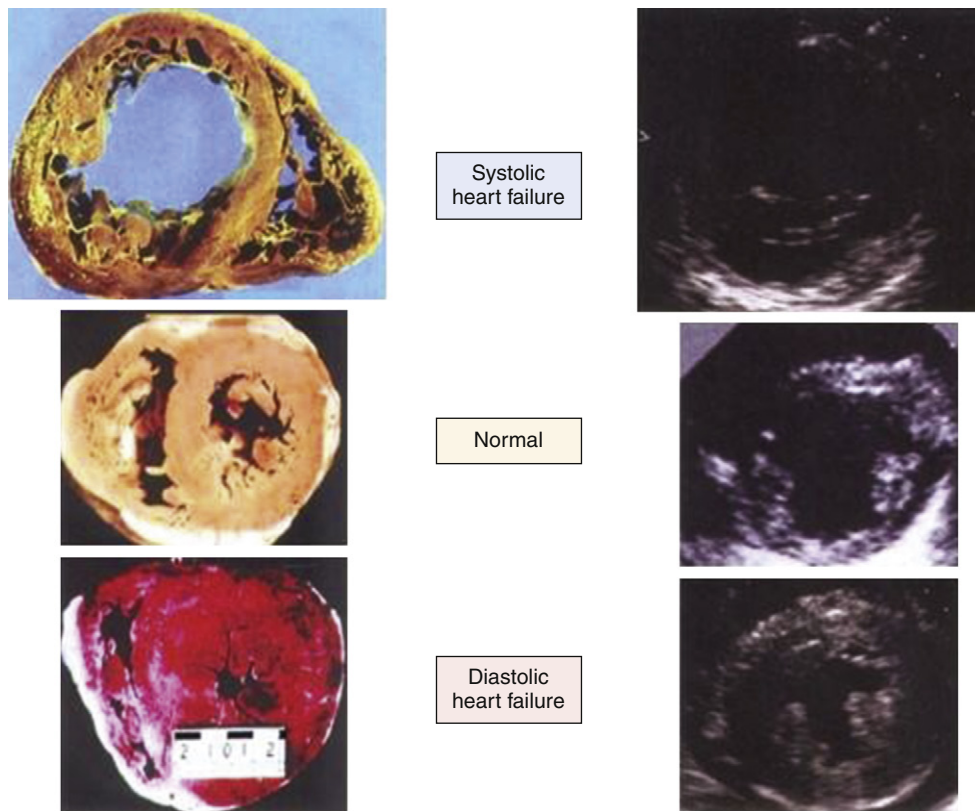 Systolic
heart failure
Normal
Diastolic
heart failure
2 1 0 1 2